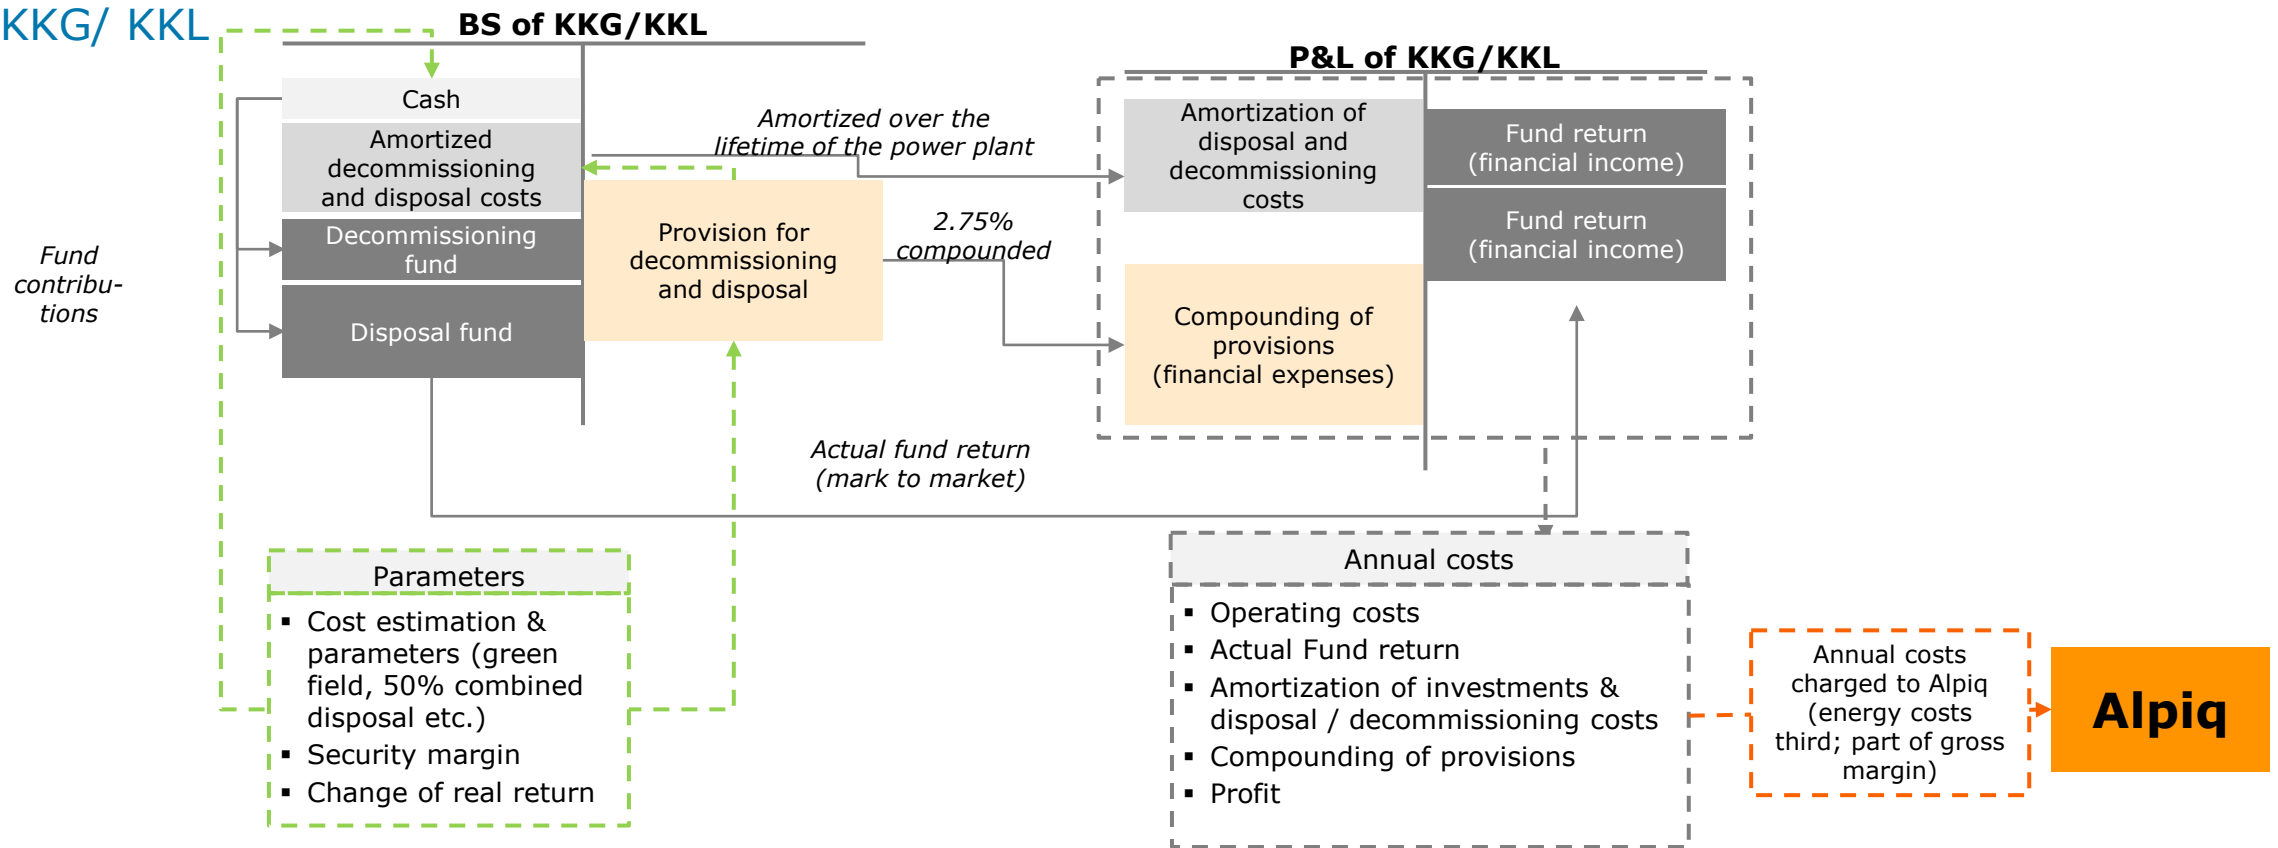 KKG/ KKL
BS of KKG/KKL
Cash
Amortized
decommissioning
and disposal costs
Decommissioning
fund
Disposal fund
Fund
contribu-
tions
Provision for
decommissioning
and disposal
Amortized over the
lifetime of the power plant
2.75%
compounded
Actual fund return
(mark to market)
P&L of KKG/KKL
Amortization of
disposal and
decommissioning
costs
Fund return
(financial income)
Fund return
(financial income)
Compounding of
provisions
(financial expenses)
Parameters
▪ Cost estimation &
parameters (green
field, 50% combined
disposal etc.)
▪ Security margin
▪ Change of real return
Annual costs
▪ Operating costs
▪ Actual Fund return
▪ Amortization of investments &
disposal / decommissioning costs
▪ Compounding of provisions
▪ Profit
Annual costs
charged to Alpiq
(energy costs
third; part of gross
margin)
Alpiq